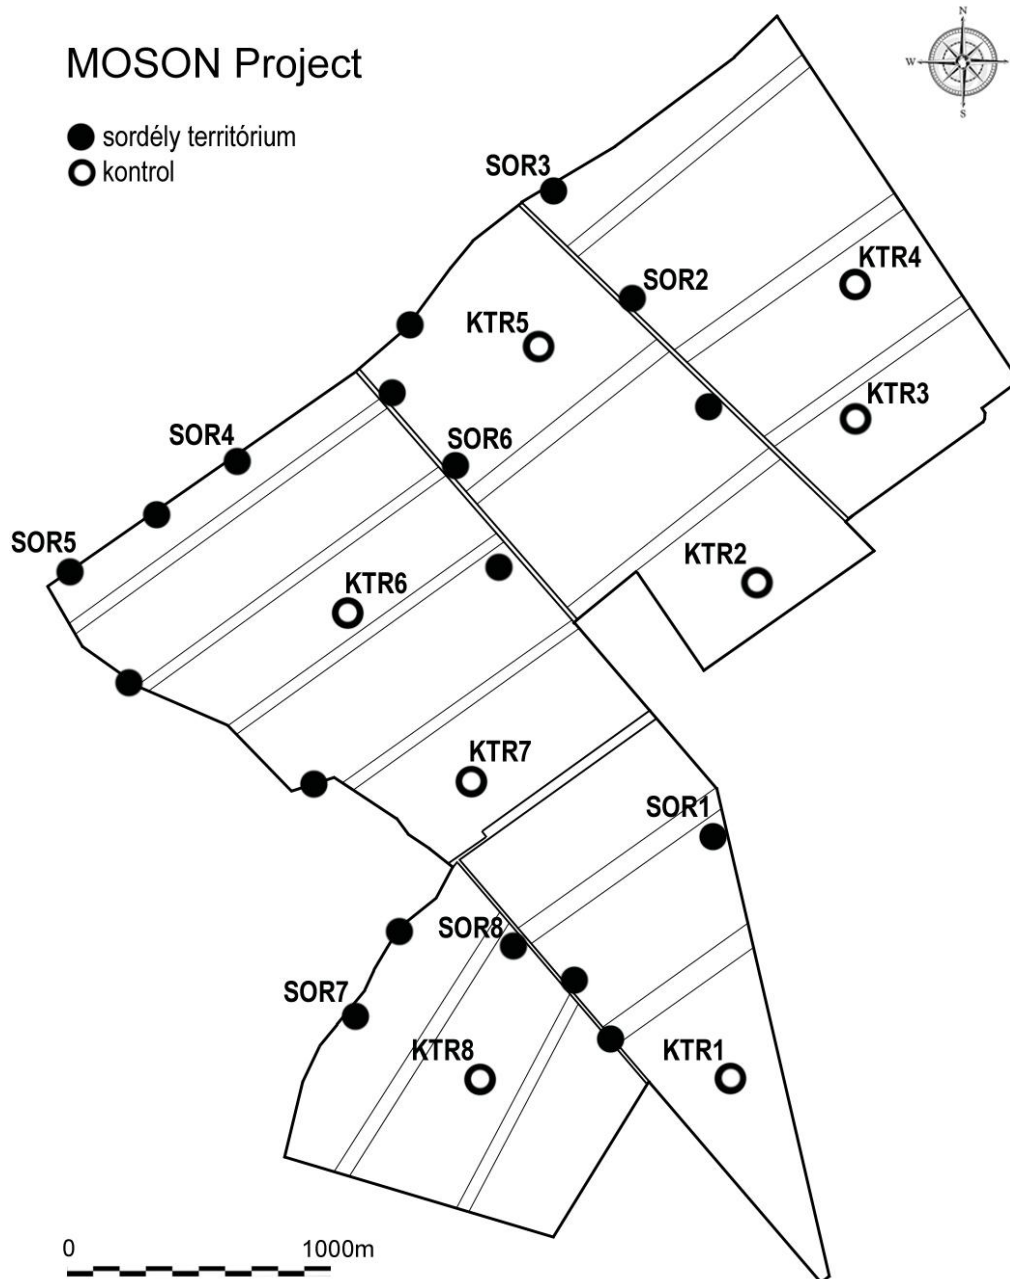 MOSON Project
sordély territórium
kontrol
N
W
S
SOR3
SOR2
KTR4
KTR5
KTR3
SOR4
SOR6
SOR5
KTR2
KTR6
KTR7
SOR1
SOR8
SOR7
KTR8
KTR1
0 1000m